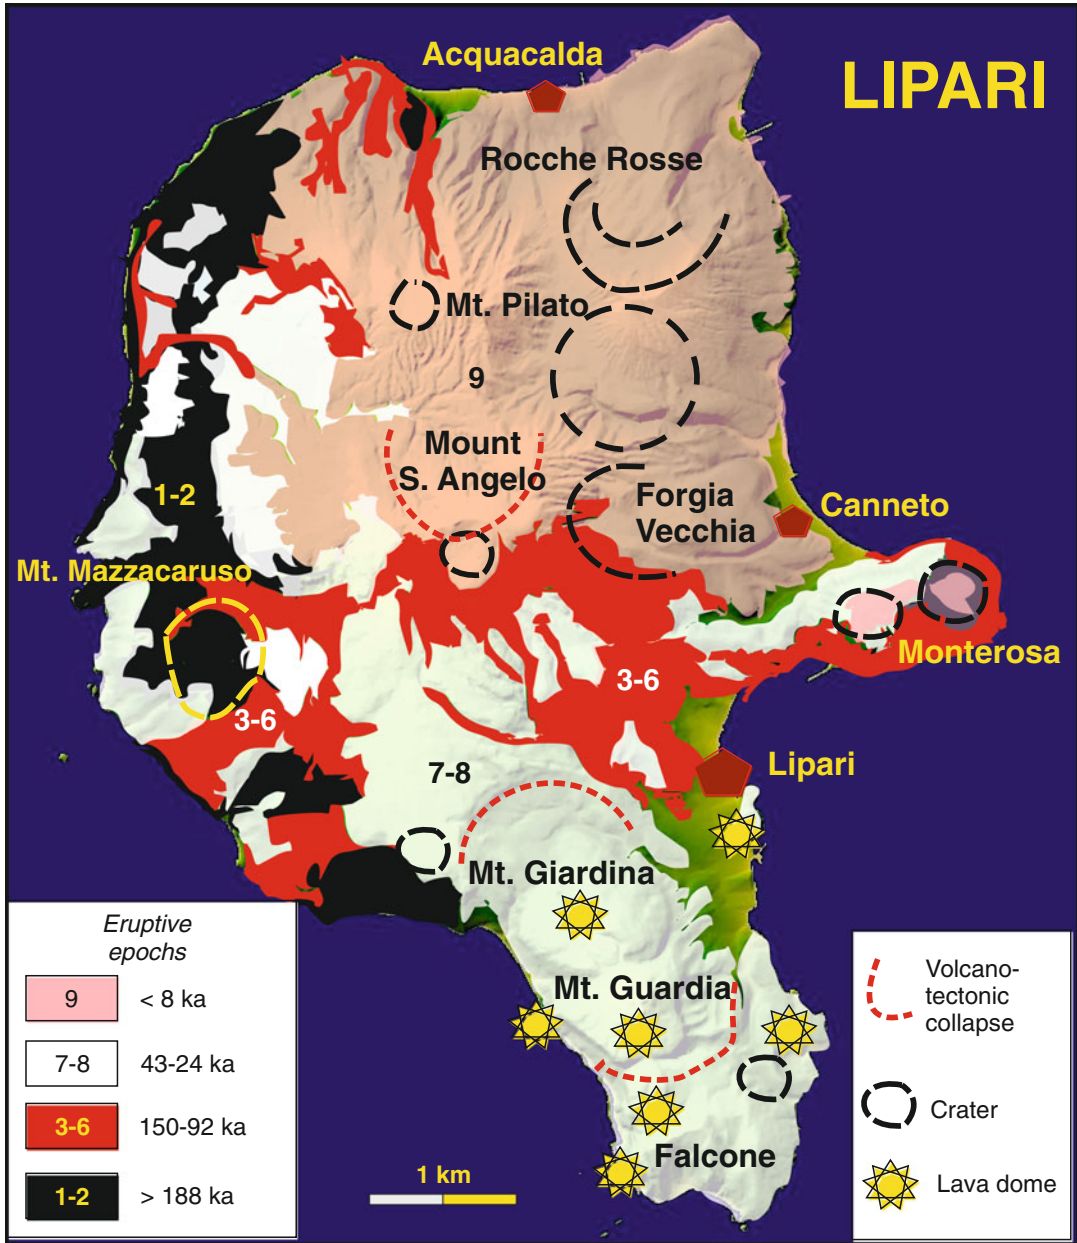 LIPARI
Acquacalda
Rocche Rosse
Mt. Pilato
9
Mount
S. Angelo
Forgia
Vecchia
Canneto
1-2
Mt. Mazzacaruso
Monterosa
3-6
3-6
7-8
Lipari
Mt. Giardina
Mt. Guardia
Falcone
1 km
Eruptive
epochs
9 < 8 ka
7-8 43-24 ka
3-6 150-92 ka
1-2 > 188 ka
Volcano-
tectonic
collapse
Crater
Lava dome